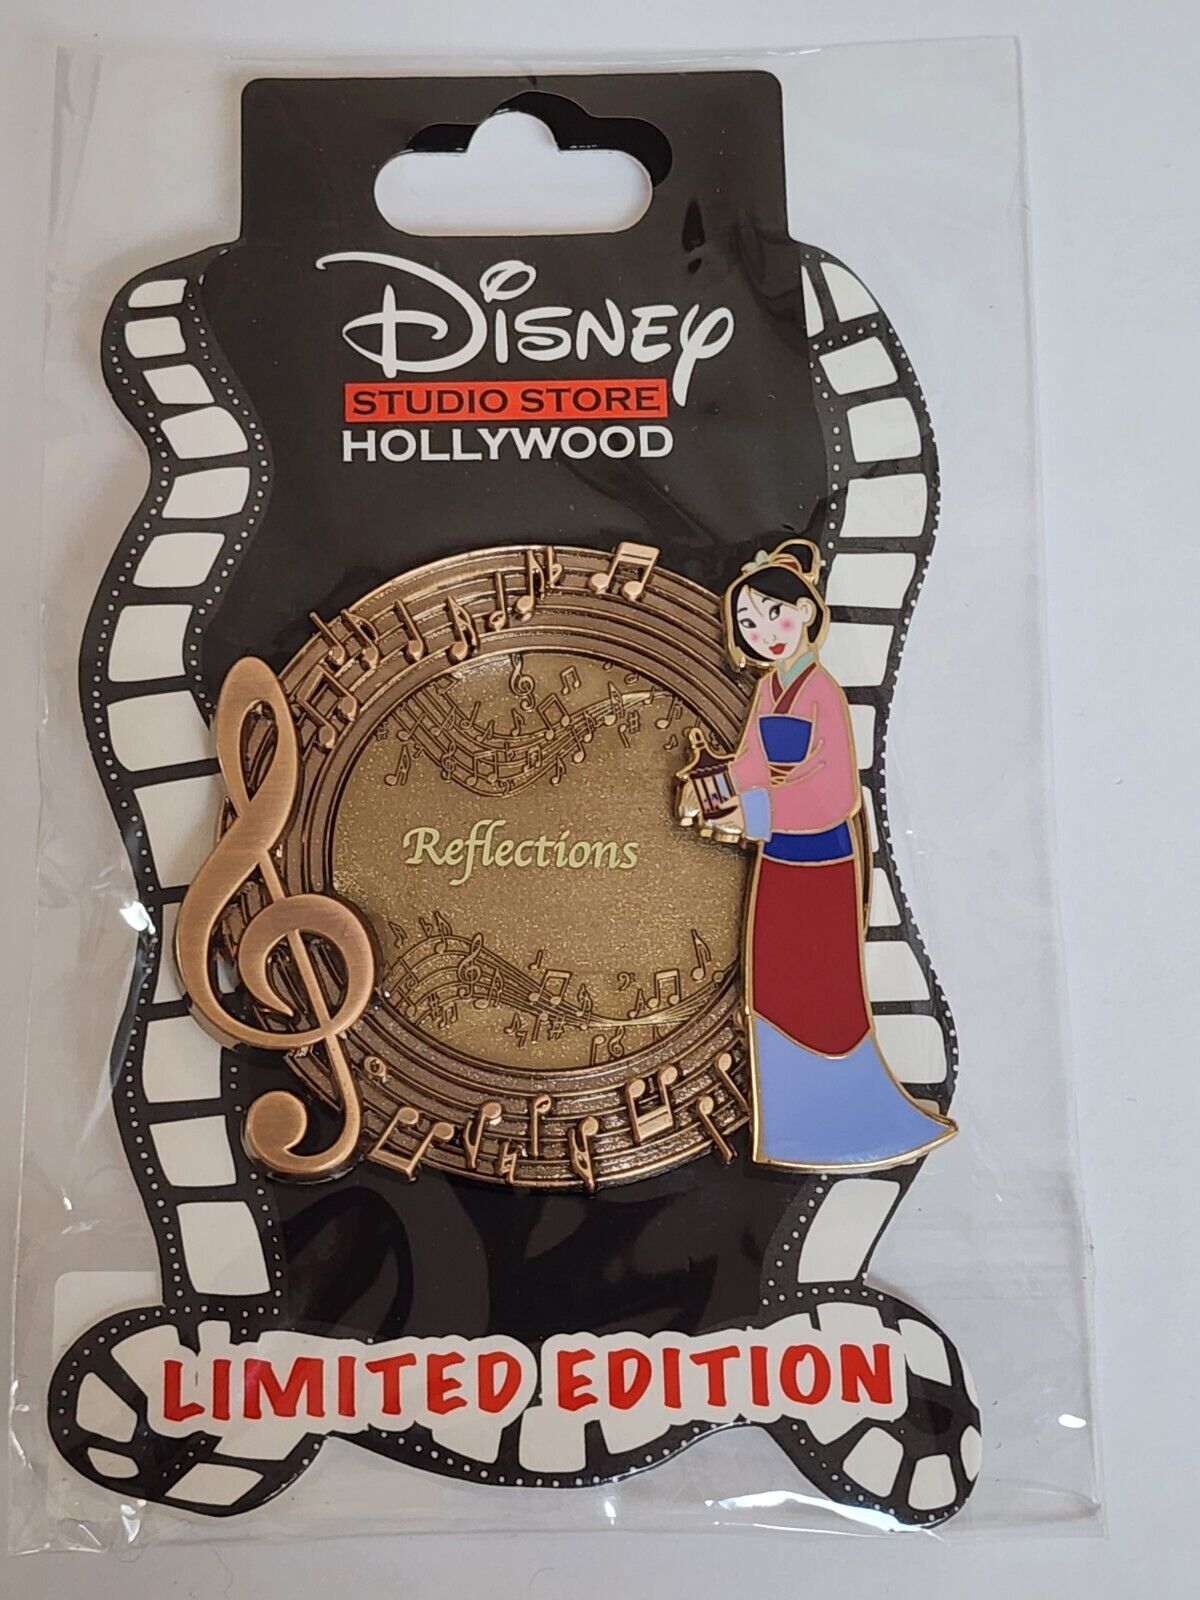 Disney
STUDIO STORE
HOLLYWOOD
Reflections
LIMITED EDITION